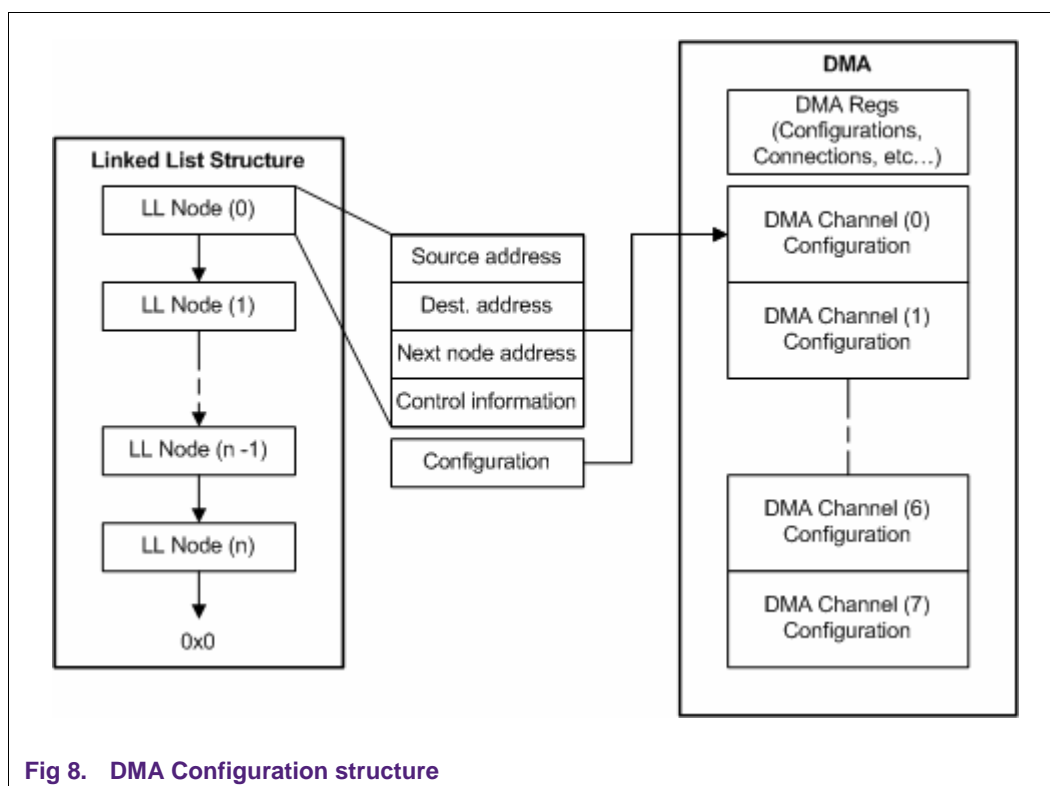 Linked List Structure
LL Node (0)
LL Node (1)
LL Node (n -1)
LL Node (n)
0x0
Source address
Dest. address
Next node address
Control information
Configuration
DMA
DMA Regs
(Configurations,
Connections, etc...)
DMA Channel (0)
Configuration
DMA Channel (1)
Configuration
DMA Channel (6)
Configuration
DMA Channel (7)
Configuration
Fig 8. DMA Configuration structure